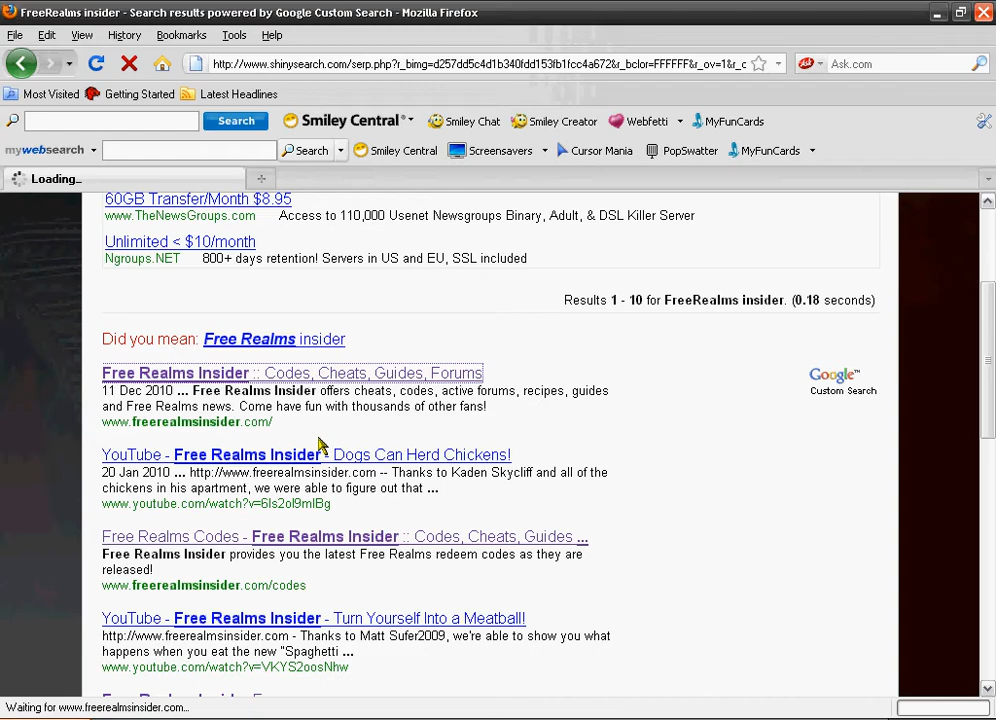 FreeRealms insider - Search results powered by Google Custom Search - Mozilla Firefox
File Edit View History Bookmarks Tools Help
http://www.shinysearch.com/serp.php?r_bimg=d257dd5c4d1b340fdd153fb1fcc4a672&r_bclor=FFFFFF&r_ov=1&r_c Ask.com
Most Visited Getting Started Latest Headlines
Search Smiley Central® Smiley Chat Smiley Creator Webfetti MyFunCards
mywebsearch Search Smiley Central Screensavers Cursor Mania PopSwatter MyFunCards
Loading...
60GB Transfer/Month $8.95
www.TheNewsGroups.com Access to 110,000 Usenet Newsgroups Binary, Adult, & DSL Killer Server
Unlimited < $10/month
Ngroups.NET 800+ days retention! Servers in US and EU, SSL included
Results 1 - 10 for FreeRealms insider. (0.18 seconds)
Did you mean: Free Realms insider
Free Realms Insider :: Codes, Cheats, Guides, Forums
11 Dec 2010 ... Free Realms Insider offers cheats, codes, active forums, recipes, guides
and Free Realms news. Come have fun with thousands of other fans!
www.freerealmsinsider.com/
Google™
Custom Search
YouTube - Free Realms Insider - Dogs Can Herd Chickens!
20 Jan 2010 ... http://www.freerealmsinsider.com -- Thanks to Kaden Skycliff and all of the
chickens in his apartment, we were able to figure out that ...
www.youtube.com/watch?v=6Is2oI9mIBg
Free Realms Codes - Free Realms Insider :: Codes, Cheats, Guides ...
Free Realms Insider provides you the latest Free Realms redeem codes as they are
released!
www.freerealmsinsider.com/codes
YouTube - Free Realms Insider - Turn Yourself Into a Meatball!
http://www.freerealmsinsider.com - Thanks to Matt Sufer2009, we're able to show you what
happens when you eat the new "Spaghetti ...
www.youtube.com/watch?v=VKYS2oosNhw
Free Realms Insider
Waiting for www.freerealmsinsider.com...